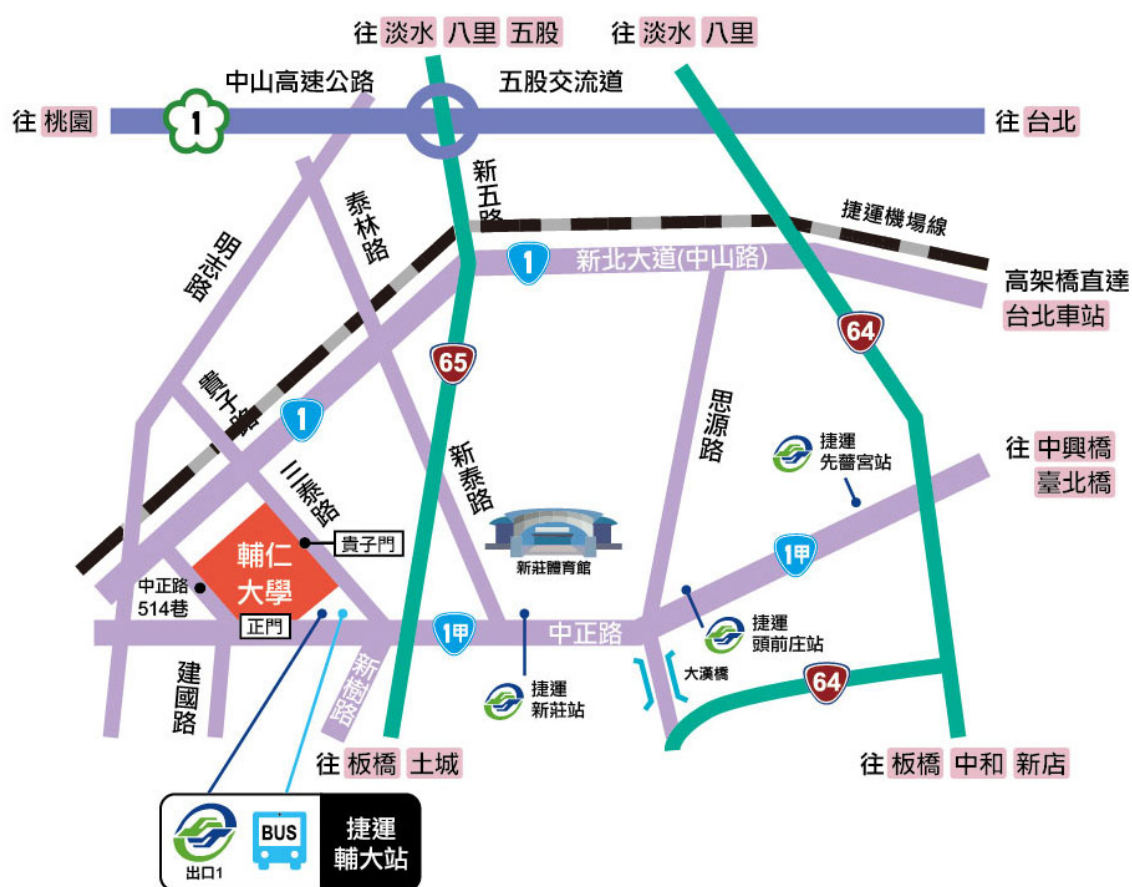 往 淡水 八里 五股
往 淡水 八里
中山高速公路
五股交流道
往 桃園
1
往 台北
新五路
泰林路
明志路
捷運機場線
1
新北大道(中山路)
高架橋直達
台北車站
65
64
貴子路
1
思源路
新泰路
三泰路
捷運
先嗇宮站
往 中興橋
臺北橋
輔仁
大學
貴子門
新莊體育館
1甲
中正路
514巷
正門
1甲
中正路
捷運
頭前庄站
建國路
新樹路
捷運
新莊站
大漢橋
64
往 板橋 土城
往 板橋 中和 新店
出口1
BUS
捷運
輔大站